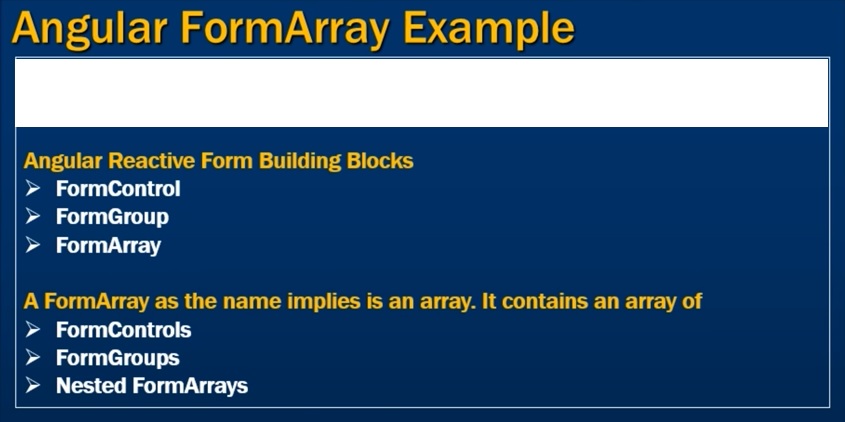 Angular FormArray Example
Angular Reactive Form Building Blocks
➢ FormControl
➢ FormGroup
➢ FormArray
A FormArray as the name implies is an array. It contains an array of
➢ FormControls
➢ FormGroups
➢ Nested FormArrays